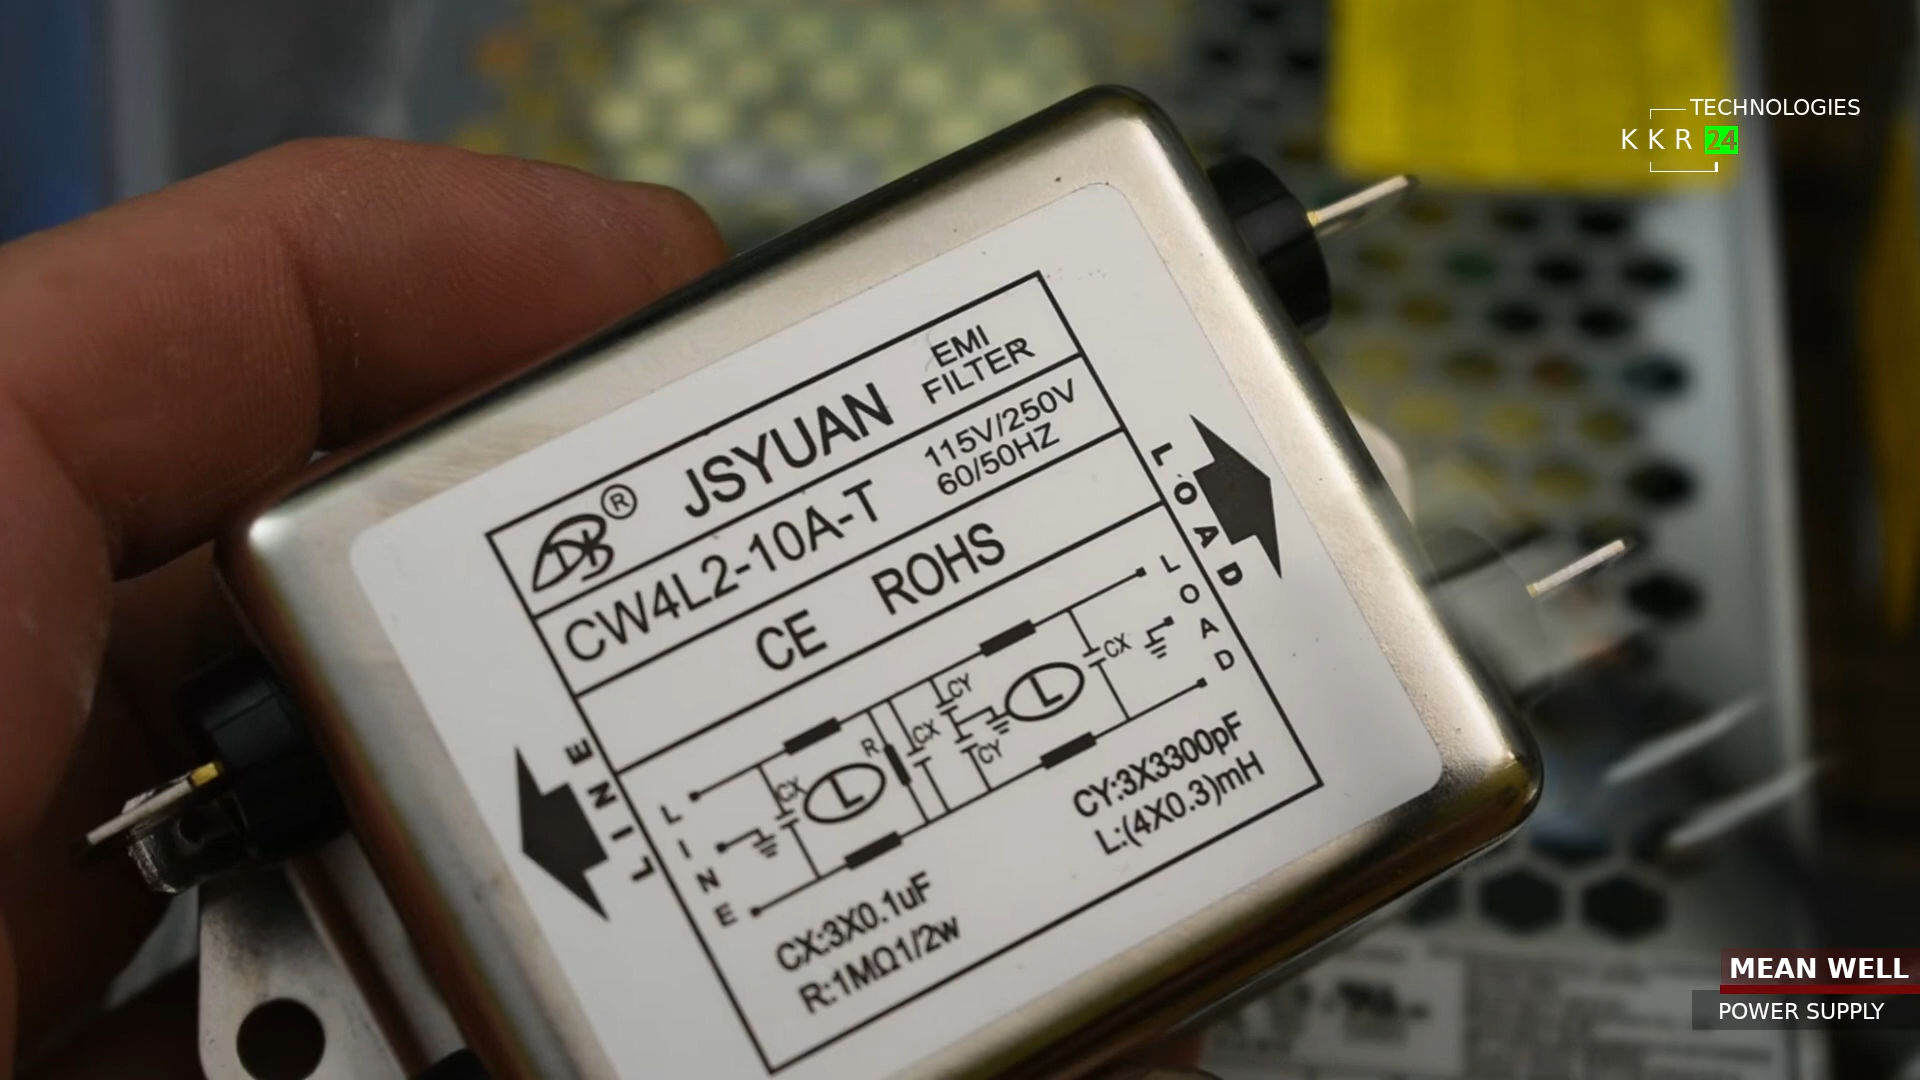 TECHNOLOGIES
KKR 24
DB® JSYUAN EMI FILTER
CW4L2-10A-T 115V/250V 60/50HZ
CE ROHS
LINE
LOAD
LINE
LOAD
CX
R
CX
CY
CY
CX
L
L
CX:3X0.1uF
R:1MΩ1/2w
CY:3X3300pF
L:(4X0.3)mH
MEAN WELL
POWER SUPPLY